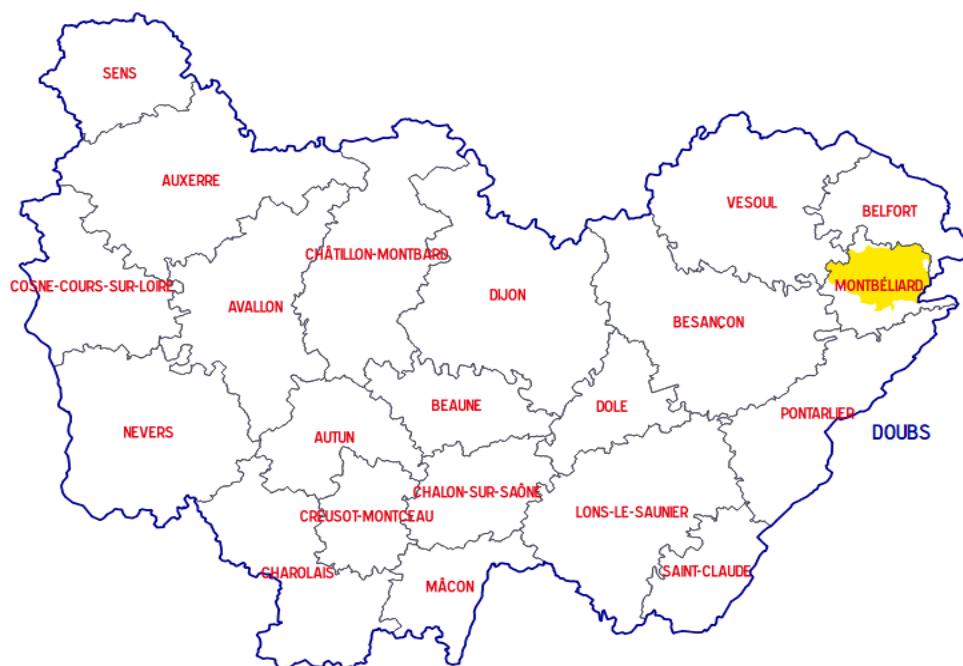 SENS
AUXERRE
VESOUL
BELFORT
CHÂTILLON-MONTBARD
COSNE-COURS-SUR-LOIRE
MONTBÉLIARD
DIJON
AVALLON
BESANÇON
BEAUNE
DOLE
PONTARLIER
NEVERS
DOUBS
AUTUN
CHALON-SUR-SAÔNE
LONS-LE-SAUNIER
CREUSOT-MONTCEAU
CHAROLAIS
SAINT-CLAUDE
MÂCON